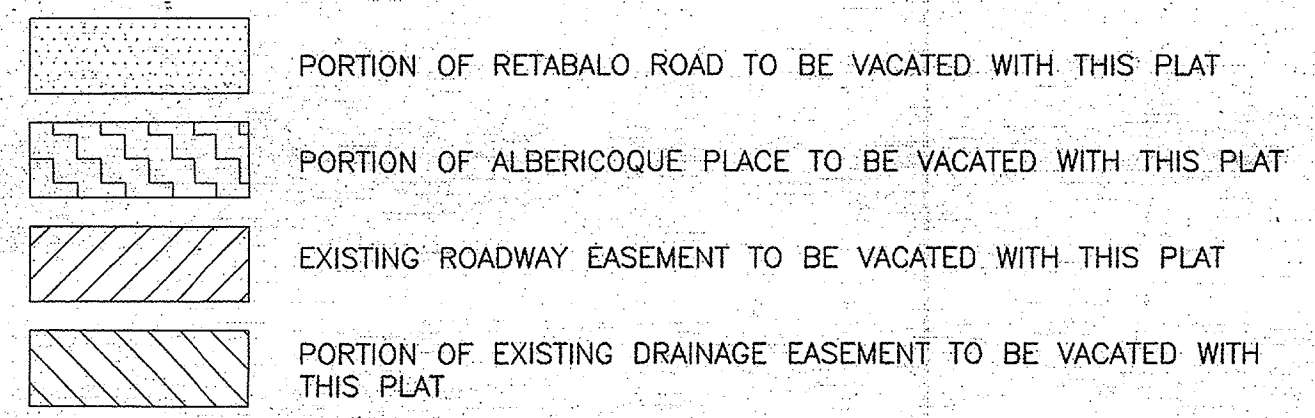 PORTION OF RETABALO ROAD TO BE VACATED WITH THIS PLAT
PORTION OF ALBERICOQUE PLACE TO BE VACATED WITH THIS PLAT
EXISTING ROADWAY EASEMENT TO BE VACATED WITH THIS PLAT
PORTION OF EXISTING DRAINAGE EASEMENT TO BE VACATED WITH
THIS PLAT